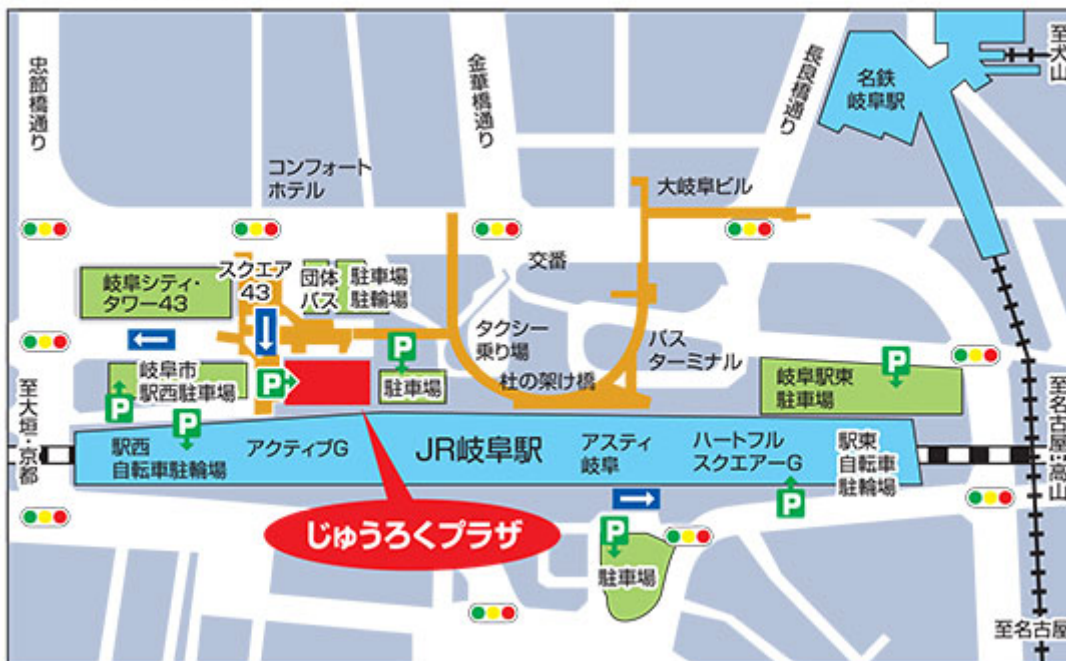 忠節橋通り
金華橋通り
長良橋通り
名鉄
岐阜駅
至犬山
コンフォート
ホテル
大岐阜ビル
岐阜シティ・
タワー43
スクエア
43
団体
バス
駐車場
駐輪場
交番
タクシー
乗り場
バス
ターミナル
杜の架け橋
P
岐阜市
駅西駐車場
P
P
駐車場
P
岐阜駅東
駐車場
P
至大垣・京都
P
駅西
自転車駐輪場
アクティブG
JR岐阜駅
アスティ
岐阜
ハートフル
スクエアーG
駅東
自転車
駐輪場
至名古屋・高山
P
じゅうろくプラザ
P
駐車場
至名古屋